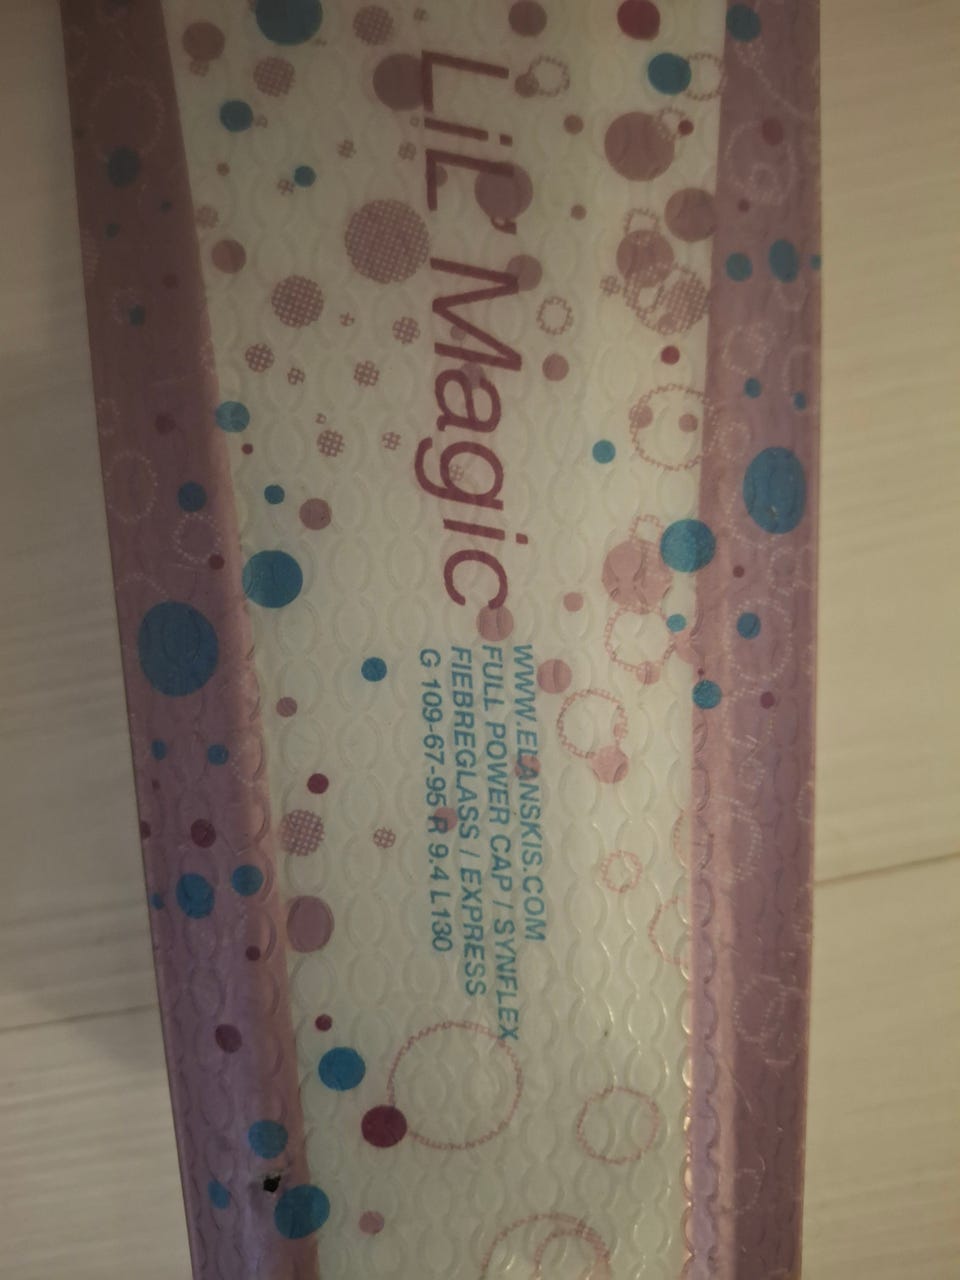 LiL' Magic
WWW.ELANSKIS.COM
FULL POWER CAP / SYNFLEX
FIEBREGLASS / EXPRESS
G 109-67-95 R 9.4 L130